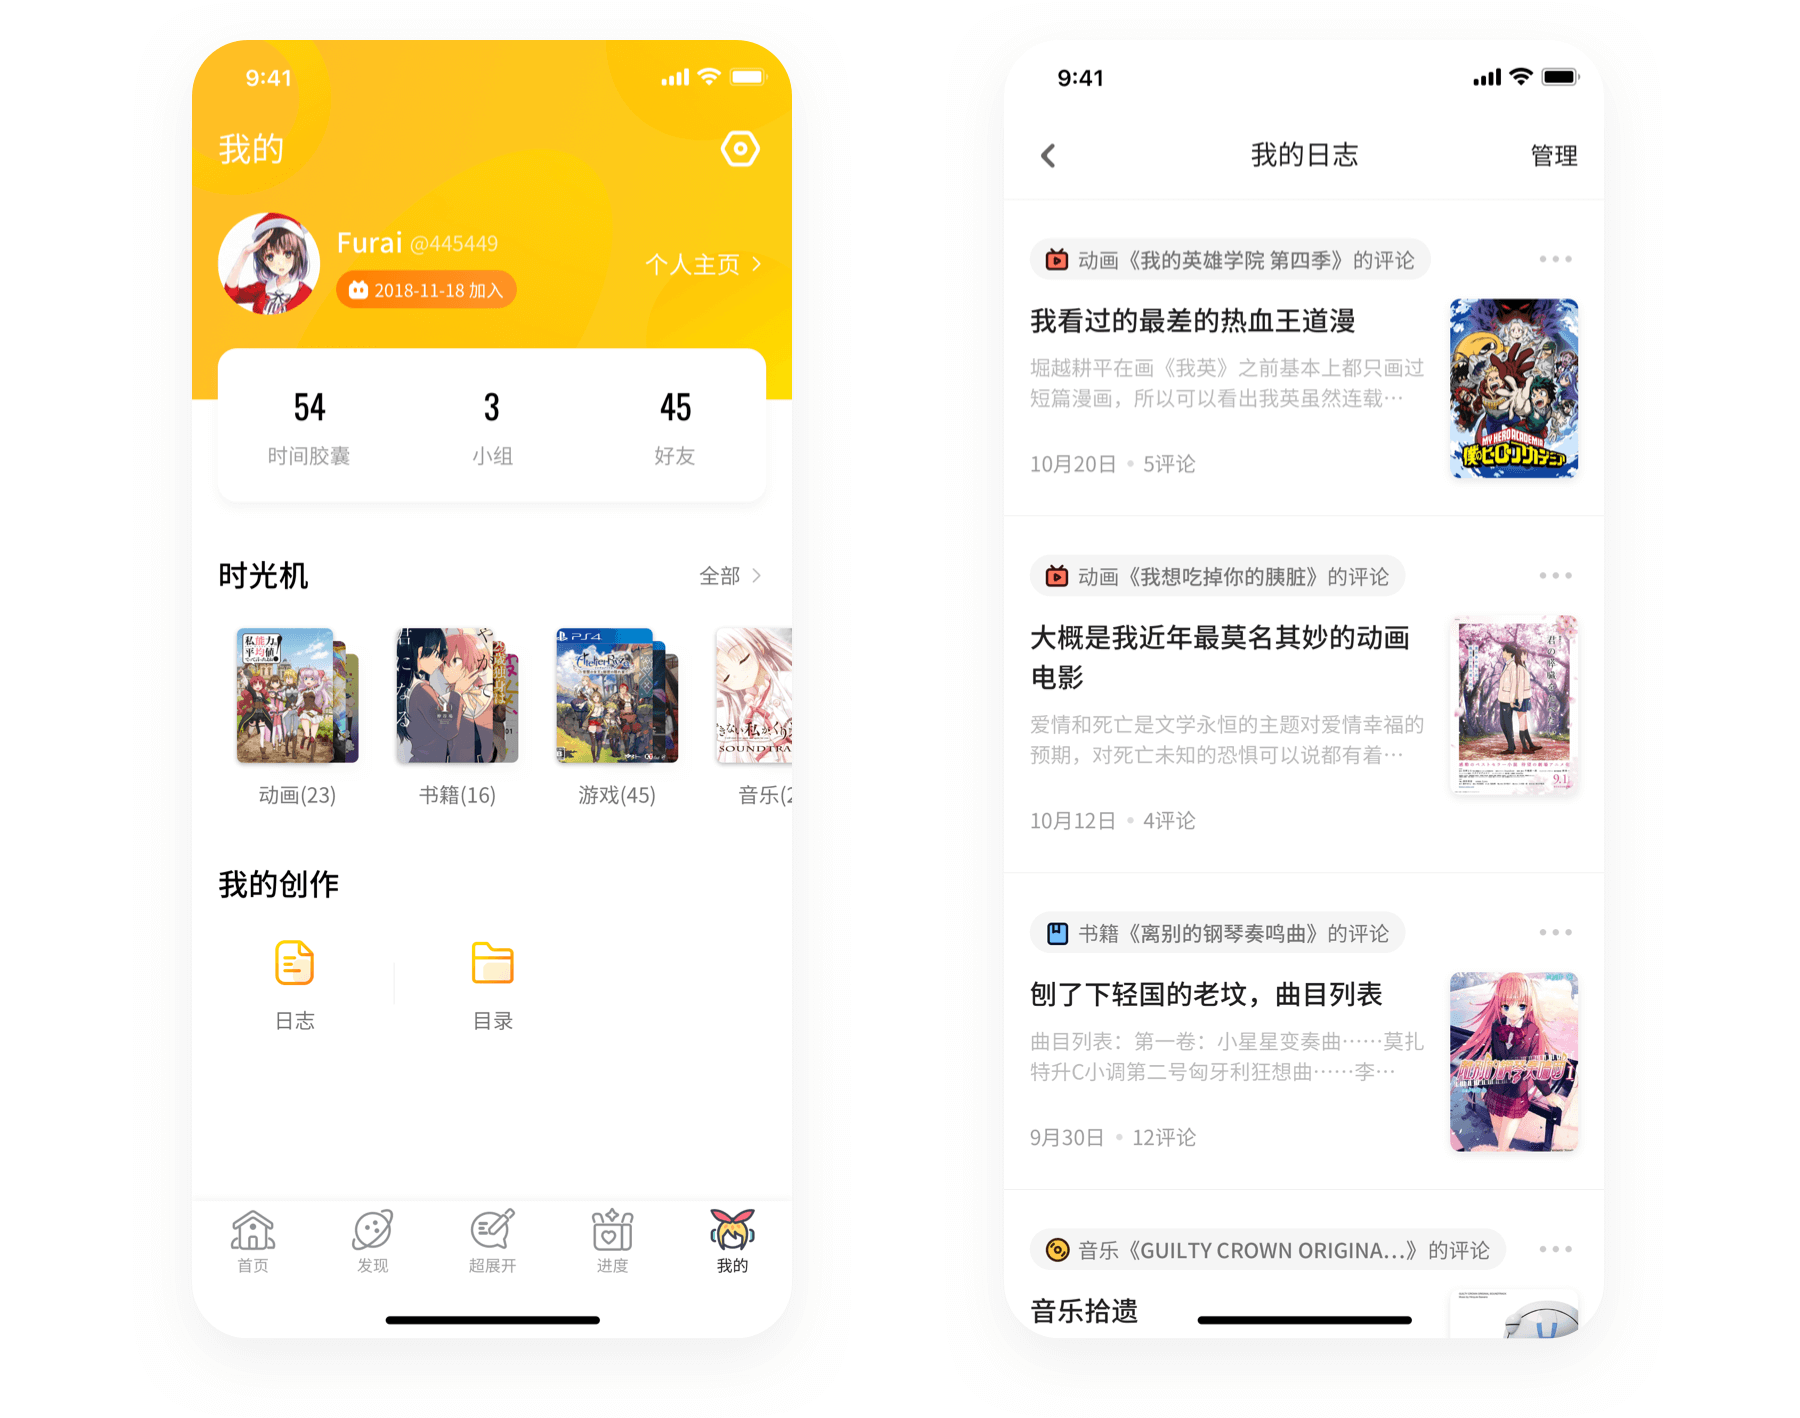 9:41
我的
Furai @445449
2018-11-18 加入
个人主页
54
时间胶囊
3
小组
45
好友
时光机
全部
PS4
SOUNDTRA
动画(23)
书籍(16)
游戏(45)
音乐(2
我的创作
日志
目录
首页
发现
超展开
进度
我的
9:41
我的日志
管理
动画《我的英雄学院 第四季》的评论
我看过的最差的热血王道漫
堀越耕平在画《我英》之前基本上都只画过
短篇漫画，所以可以看出我英虽然连载…
10月20日 • 5评论
MY HERO ACADEMIA
动画《我想吃掉你的胰脏》的评论
大概是我近年最莫名其妙的动画
电影
爱情和死亡是文学永恒的主题对爱情幸福的
预期，对死亡未知的恐惧可以说都有着…
10月12日 • 4评论
9.1
书籍《离别的钢琴奏鸣曲》的评论
刨了下轻国的老坟，曲目列表
曲目列表：第一卷：小星星变奏曲……莫扎
特升C小调第二号匈牙利狂想曲……李…
9月30日 • 12评论
音乐《GUILTY CROWN ORIGINA...》的评论
音乐拾遗